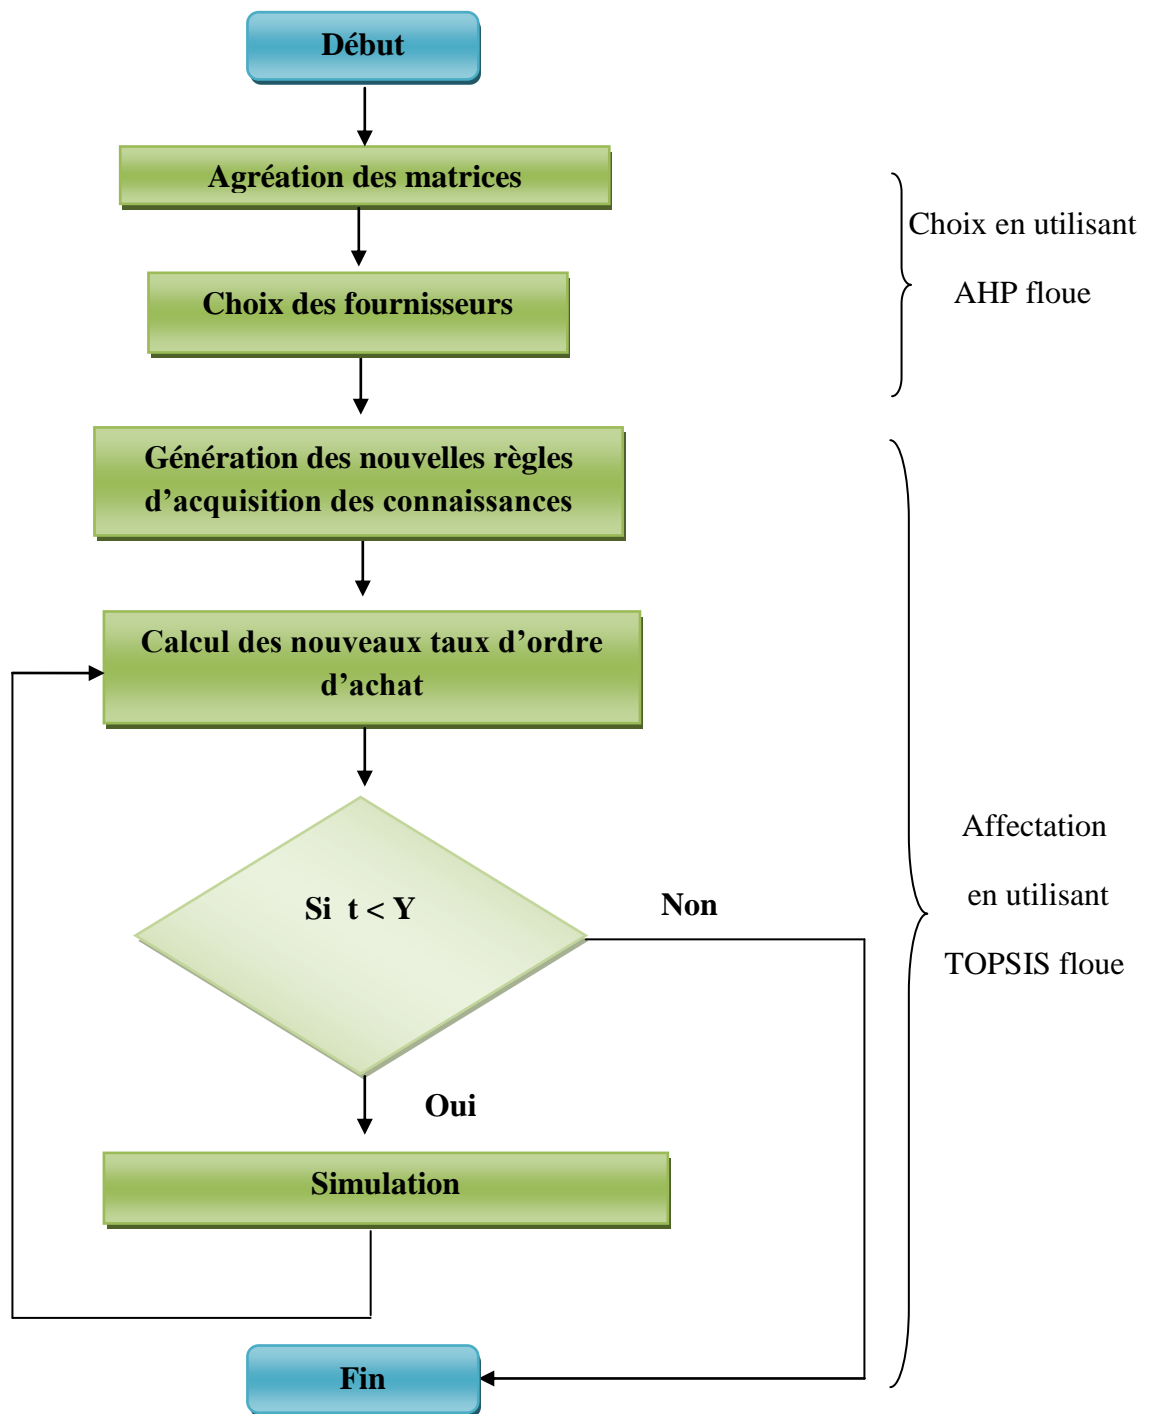 Début
Agréation des matrices
Choix en utilisant
AHP floue
Choix des fournisseurs
Génération des nouvelles règles
d’acquisition des connaissances
Calcul des nouveaux taux d’ordre
d’achat
Si t < Y
Non
Affectation
en utilisant
TOPSIS floue
Oui
Simulation
Fin